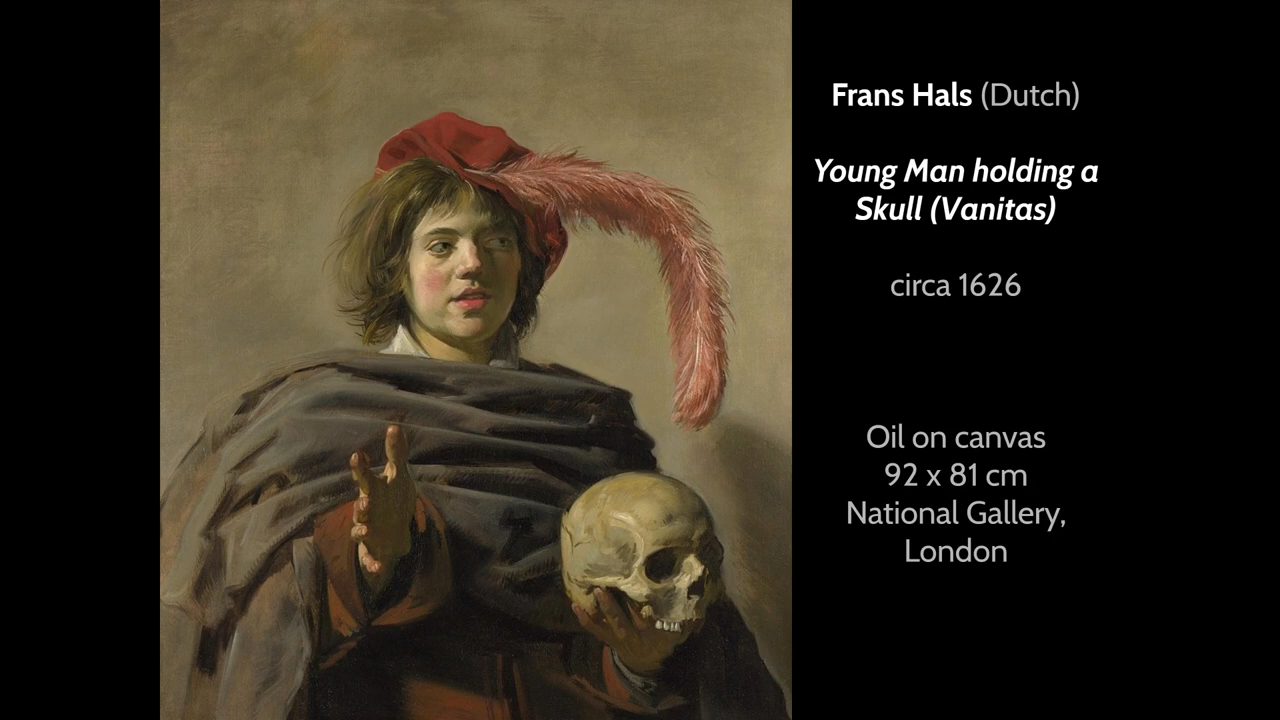 Frans Hals (Dutch)
Young Man holding a
Skull (Vanitas)
circa 1626
Oil on canvas
92 x 81 cm
National Gallery,
London